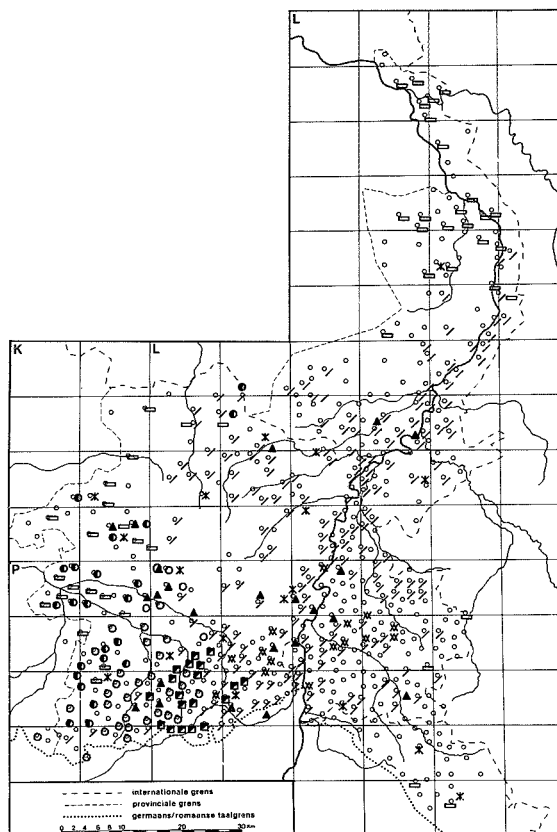 L
K L
P
internationale grens
provinciale grens
germaans/romaanse taalgrens
0 2 4 6 8 10 20 30 Km